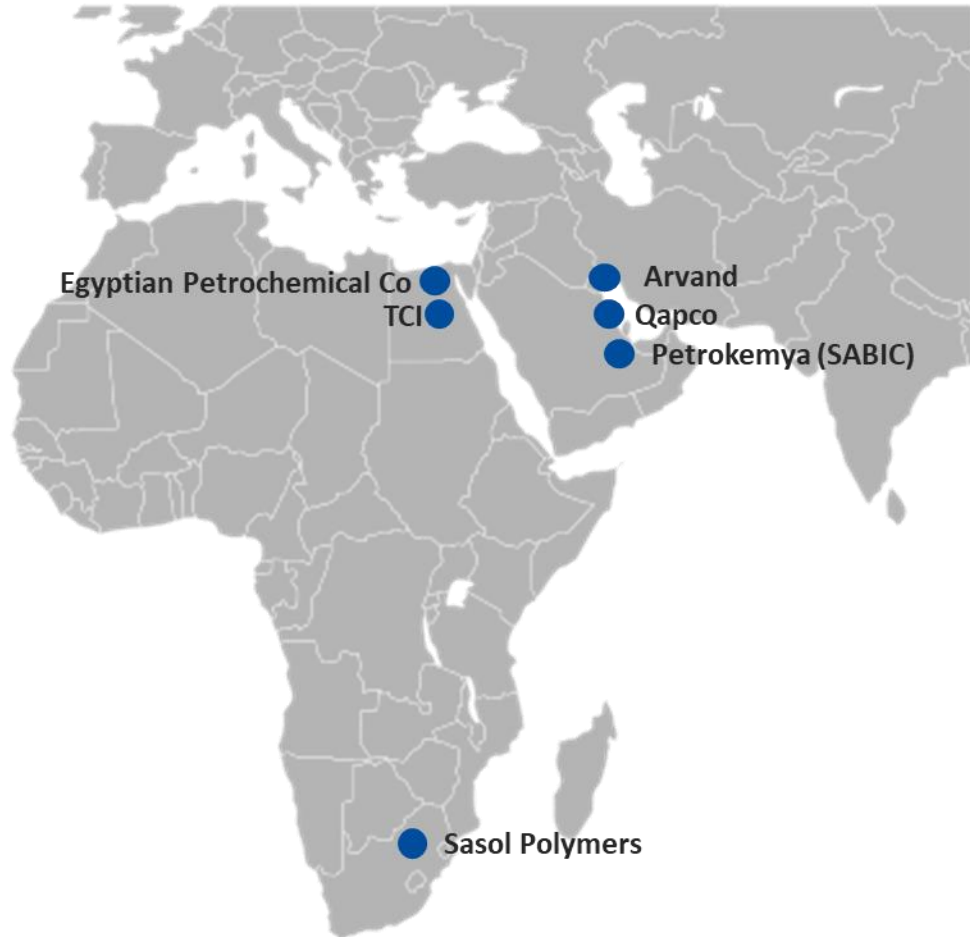 Egyptian Petrochemical Co
Arvand
TCI
Qapco
Petrokemya (SABIC)
Sasol Polymers